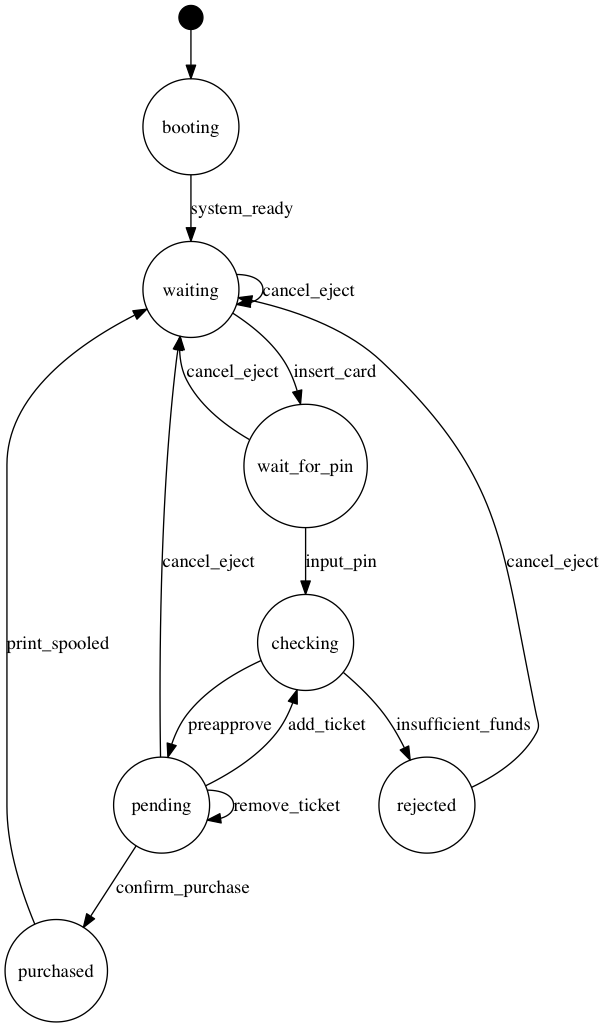 booting
system_ready
waiting
cancel_eject
cancel_eject
insert_card
wait_for_pin
cancel_eject
input_pin
cancel_eject
print_spooled
checking
preapprove
add_ticket
insufficient_funds
pending
remove_ticket
rejected
confirm_purchase
purchased